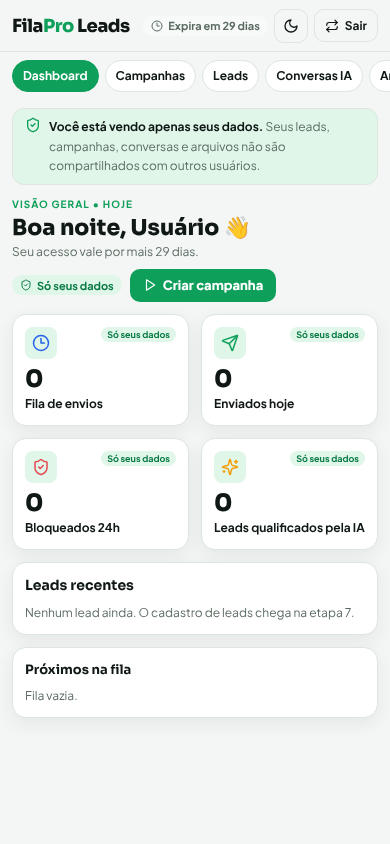 FilaPro Leads
Expira em 29 dias
Sair
Dashboard
Campanhas
Leads
Conversas IA
Você está vendo apenas seus dados. Seus leads,
campanhas, conversas e arquivos não são
compartilhados com outros usuários.
VISÃO GERAL • HOJE
Boa noite, Usuário 👋
Seu acesso vale por mais 29 dias.
Só seus dados
Criar campanha
Só seus dados
0
Fila de envios
Só seus dados
0
Enviados hoje
Só seus dados
0
Bloqueados 24h
Só seus dados
0
Leads qualificados pela IA
Leads recentes
Nenhum lead ainda. O cadastro de leads chega na etapa 7.
Próximos na fila
Fila vazia.